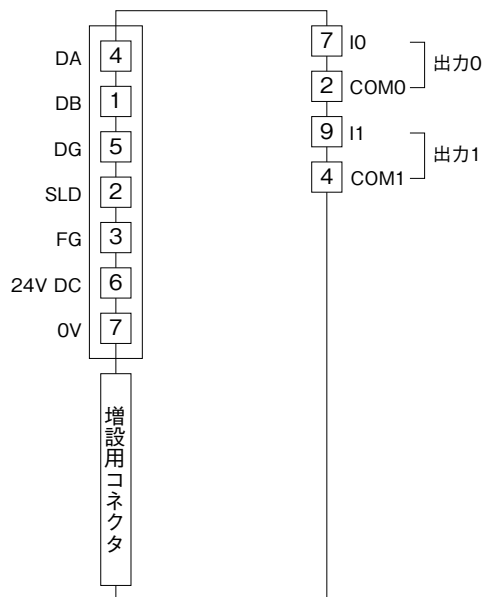 DA 4
DB 1
DG 5
SLD 2
FG 3
24V DC 6
0V 7
増設用コネクタ
7 I0
2 COM0
出力0
9 I1
4 COM1
出力1